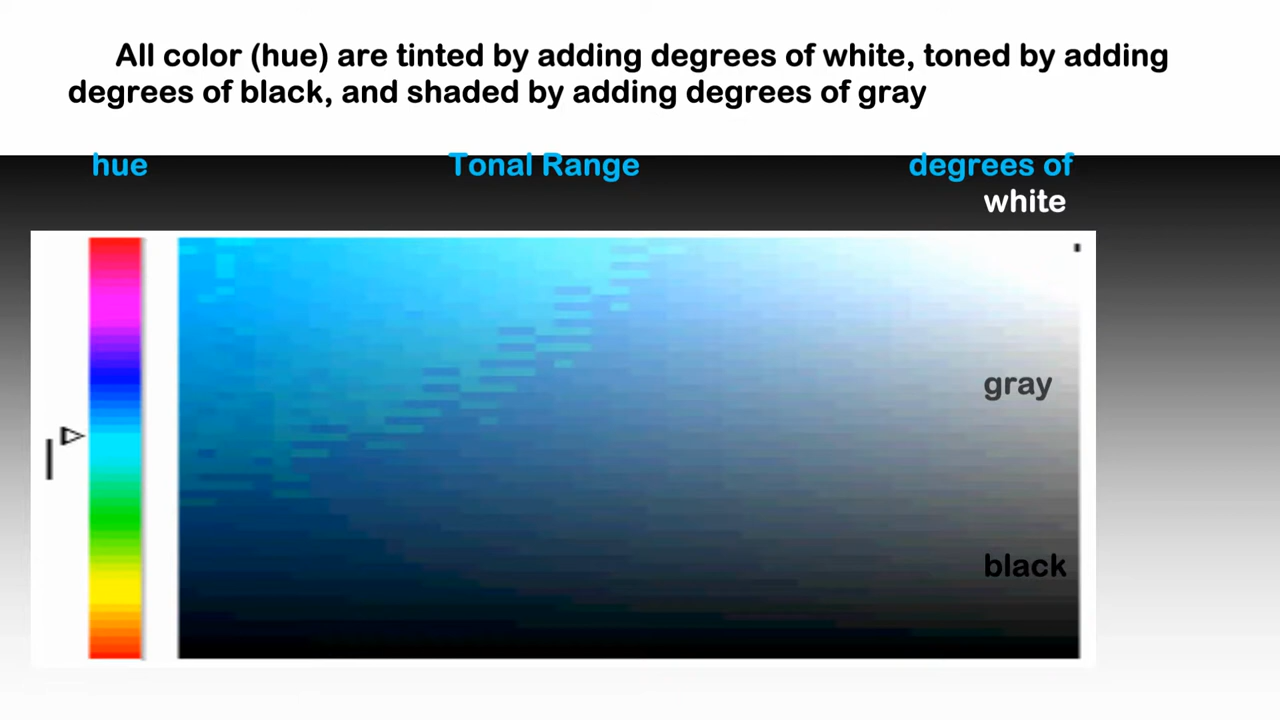 All color (hue) are tinted by adding degrees of white, toned by adding
degrees of black, and shaded by adding degrees of gray
hue Tonal Range degrees of
white
gray
black